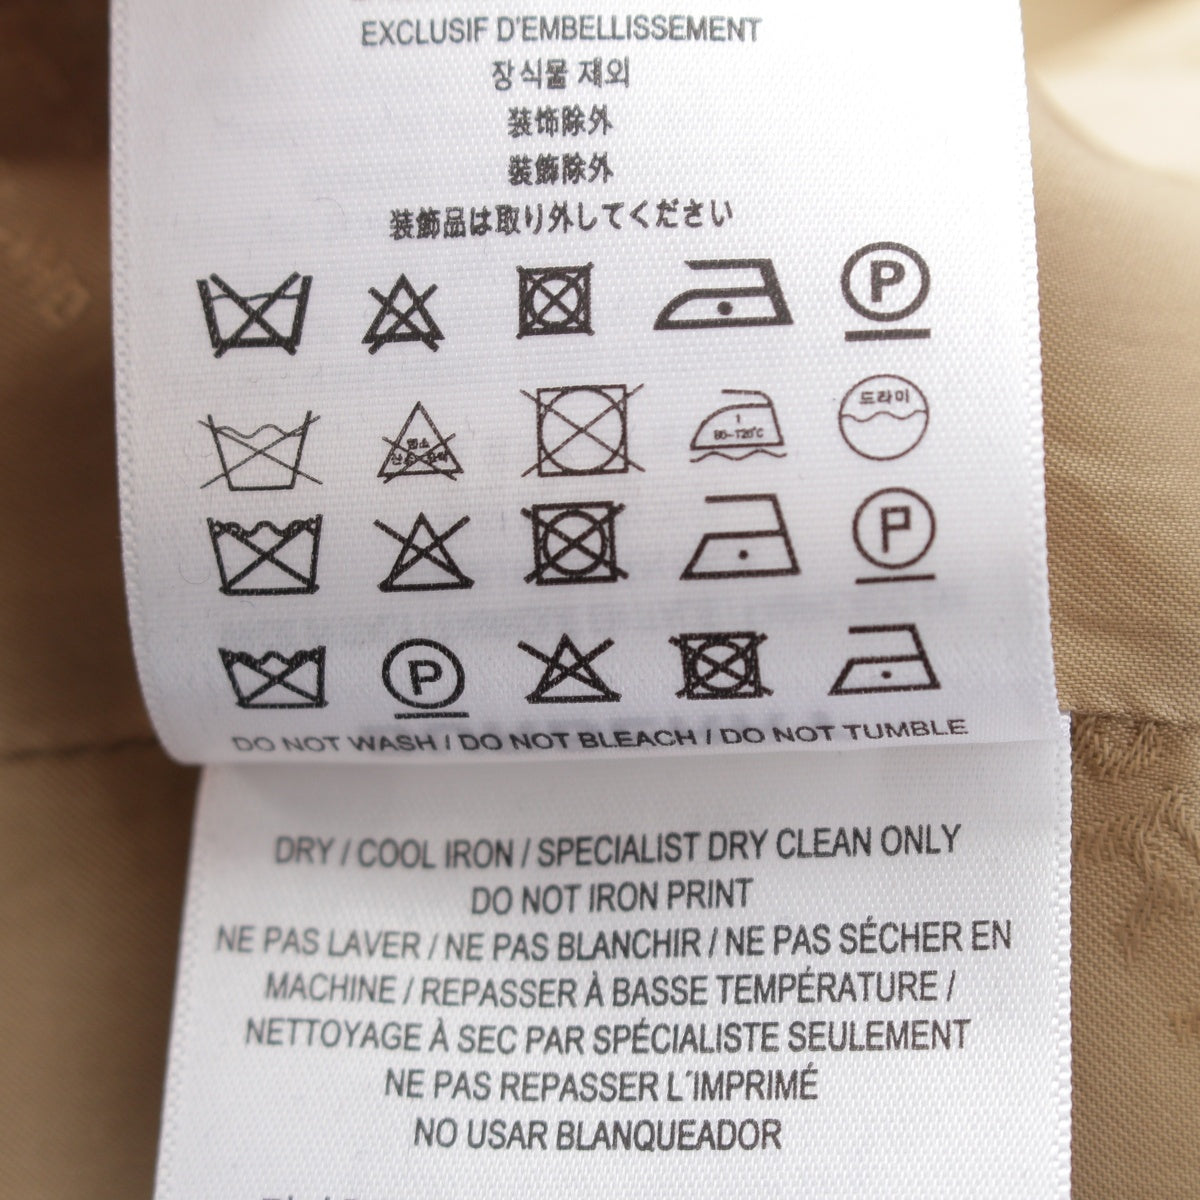 EXCLUSIF D'EMBELLISSEMENT
장식물 제외
装饰除外
装飾除外
装飾品は取り外してください
P
드라이
1
80~120°C
P
P
DO NOT WASH / DO NOT BLEACH / DO NOT TUMBLE
DRY / COOL IRON / SPECIALIST DRY CLEAN ONLY
DO NOT IRON PRINT
NE PAS LAVER / NE PAS BLANCHIR / NE PAS SÉCHER EN
MACHINE / REPASSER À BASSE TEMPÉRATURE /
NETTOYAGE À SEC PAR SPÉCIALISTE SEULEMENT
NE PAS REPASSER L´IMPRIMÉ
NO USAR BLANQUEADOR